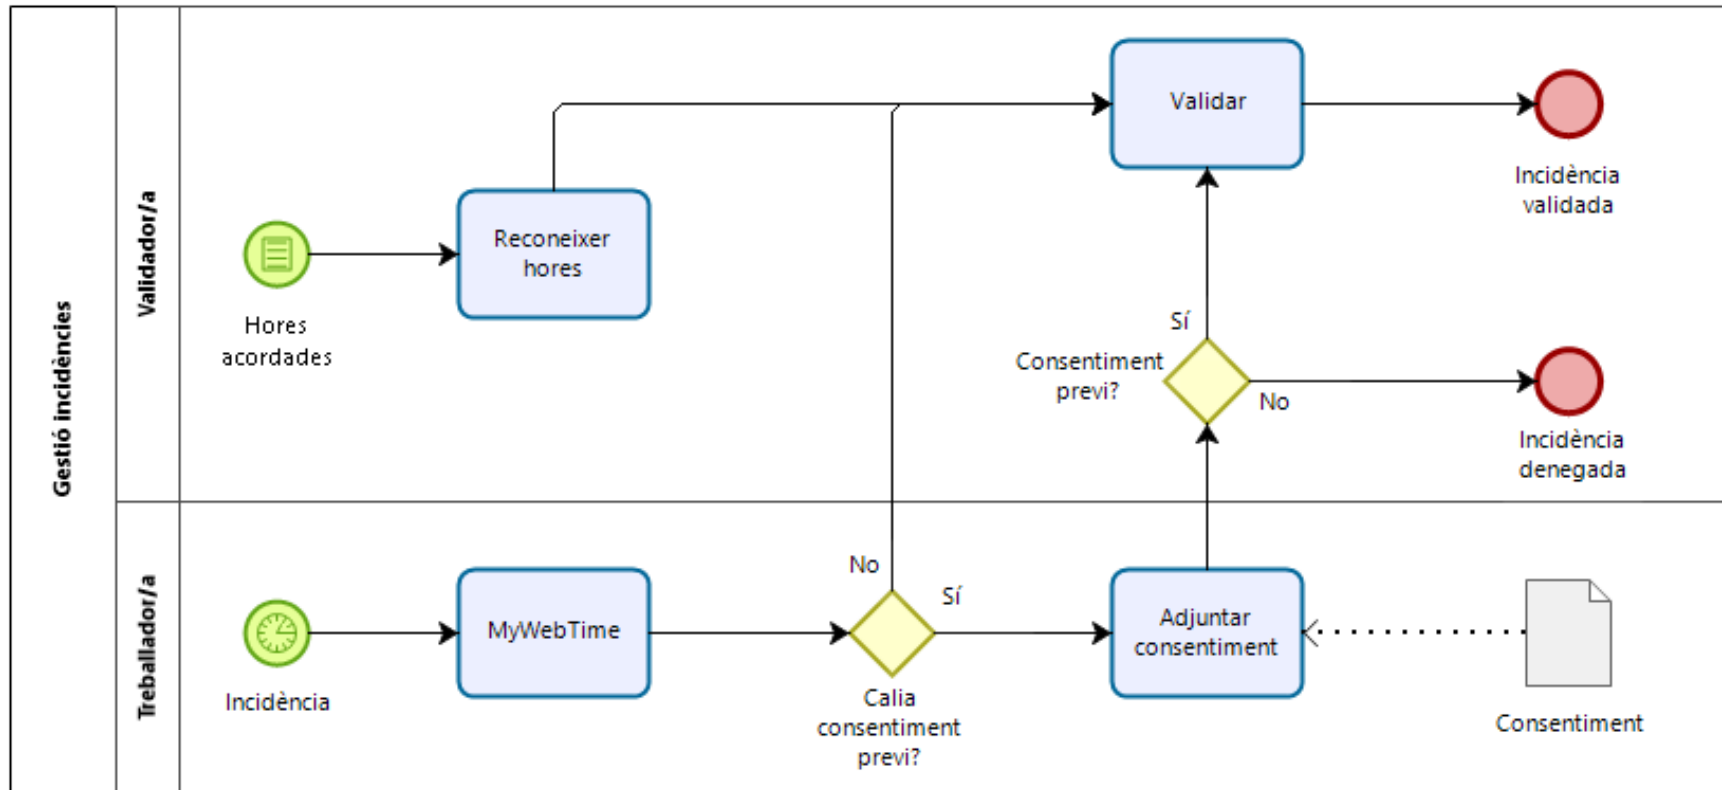 Gestió incidències
Validador/a
Treballador/a
Validar
Incidència
validada
Reconeixer
hores
Hores
acordades
Sí
Consentiment
previ?
No
Incidència
denegada
No
Sí
MyWebTime
Adjuntar
consentiment
Incidència
Calia
consentiment
previ?
Consentiment